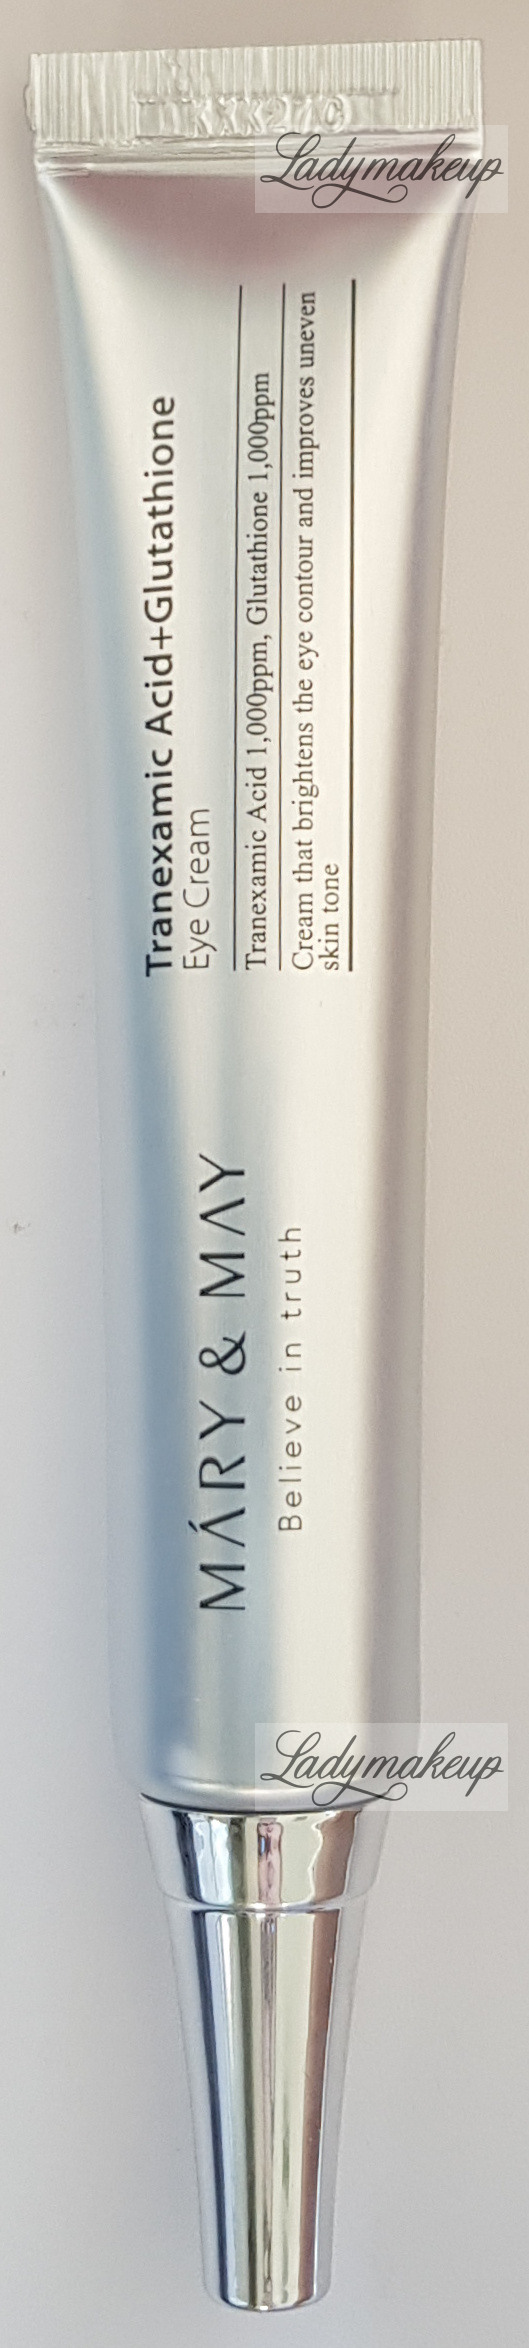 Tranexamic Acid+Glutathione
Eye Cream
Tranexamic Acid 1,000ppm, Glutathione 1,000ppm
Cream that brightens the eye contour and improves uneven
skin tone
MÁRY & MAY
Believe in truth
Ladymakeup
Ladymakeup